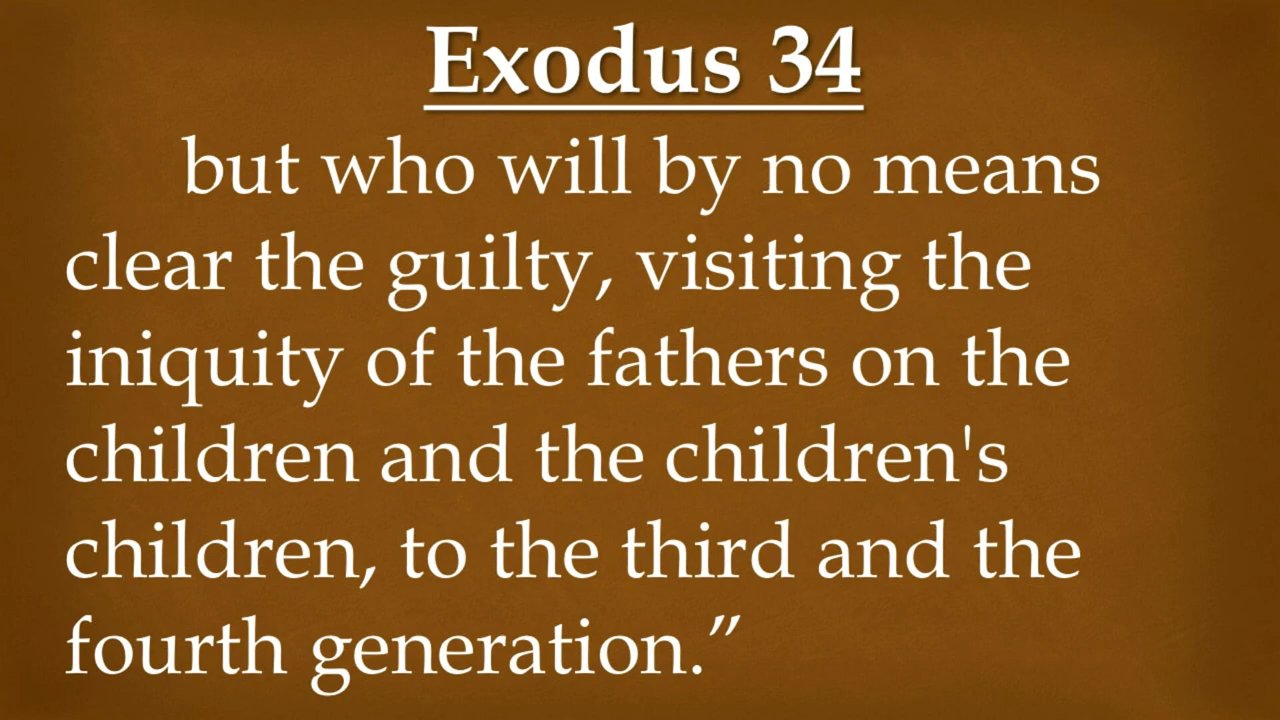 Exodus 34
but who will by no means
clear the guilty, visiting the
iniquity of the fathers on the
children and the children's
children, to the third and the
fourth generation.”